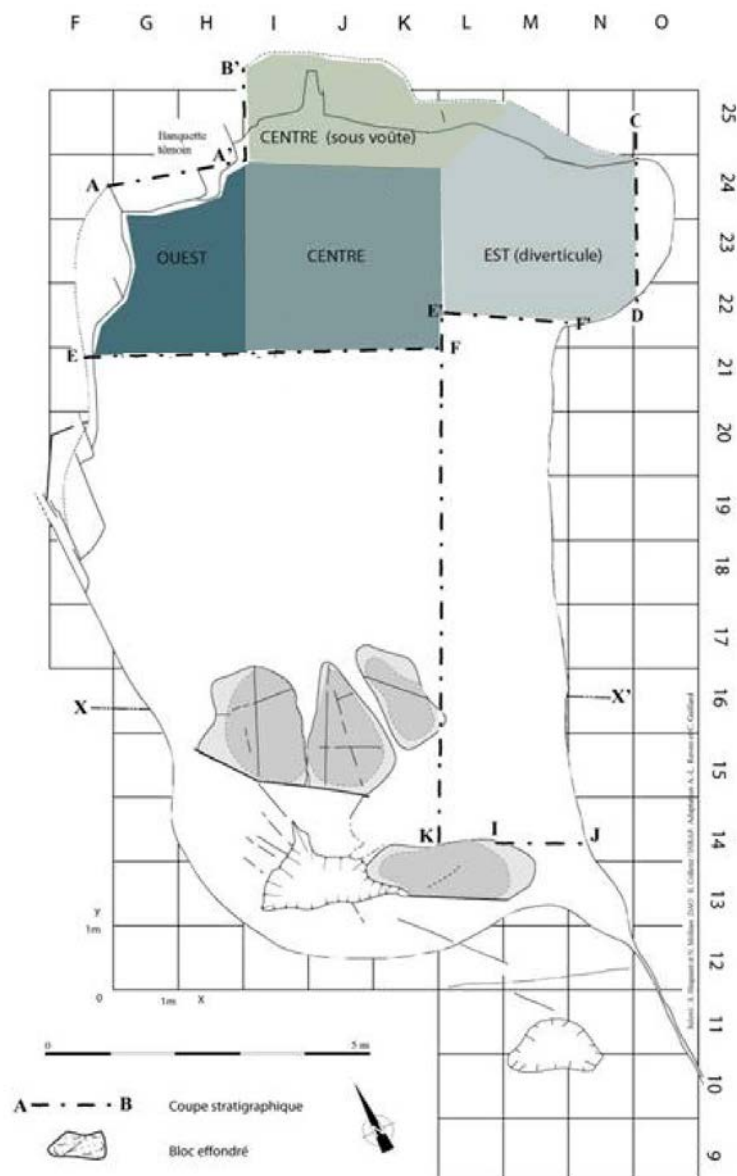 F G H I J K L M N O
B'
25
C
Banquette
témoin
CENTRE (sous voûte)
A'
A
24
OUEST
CENTRE
EST (diverticule)
23
22
E'
F'
D
E
F
21
20
19
18
17
X
X'
16
15
K
I
J
14
13
Y
1m
12
0
1m
X
11
0
5 m
10
A
B
Coupe stratigraphique
Bloc effondré
9